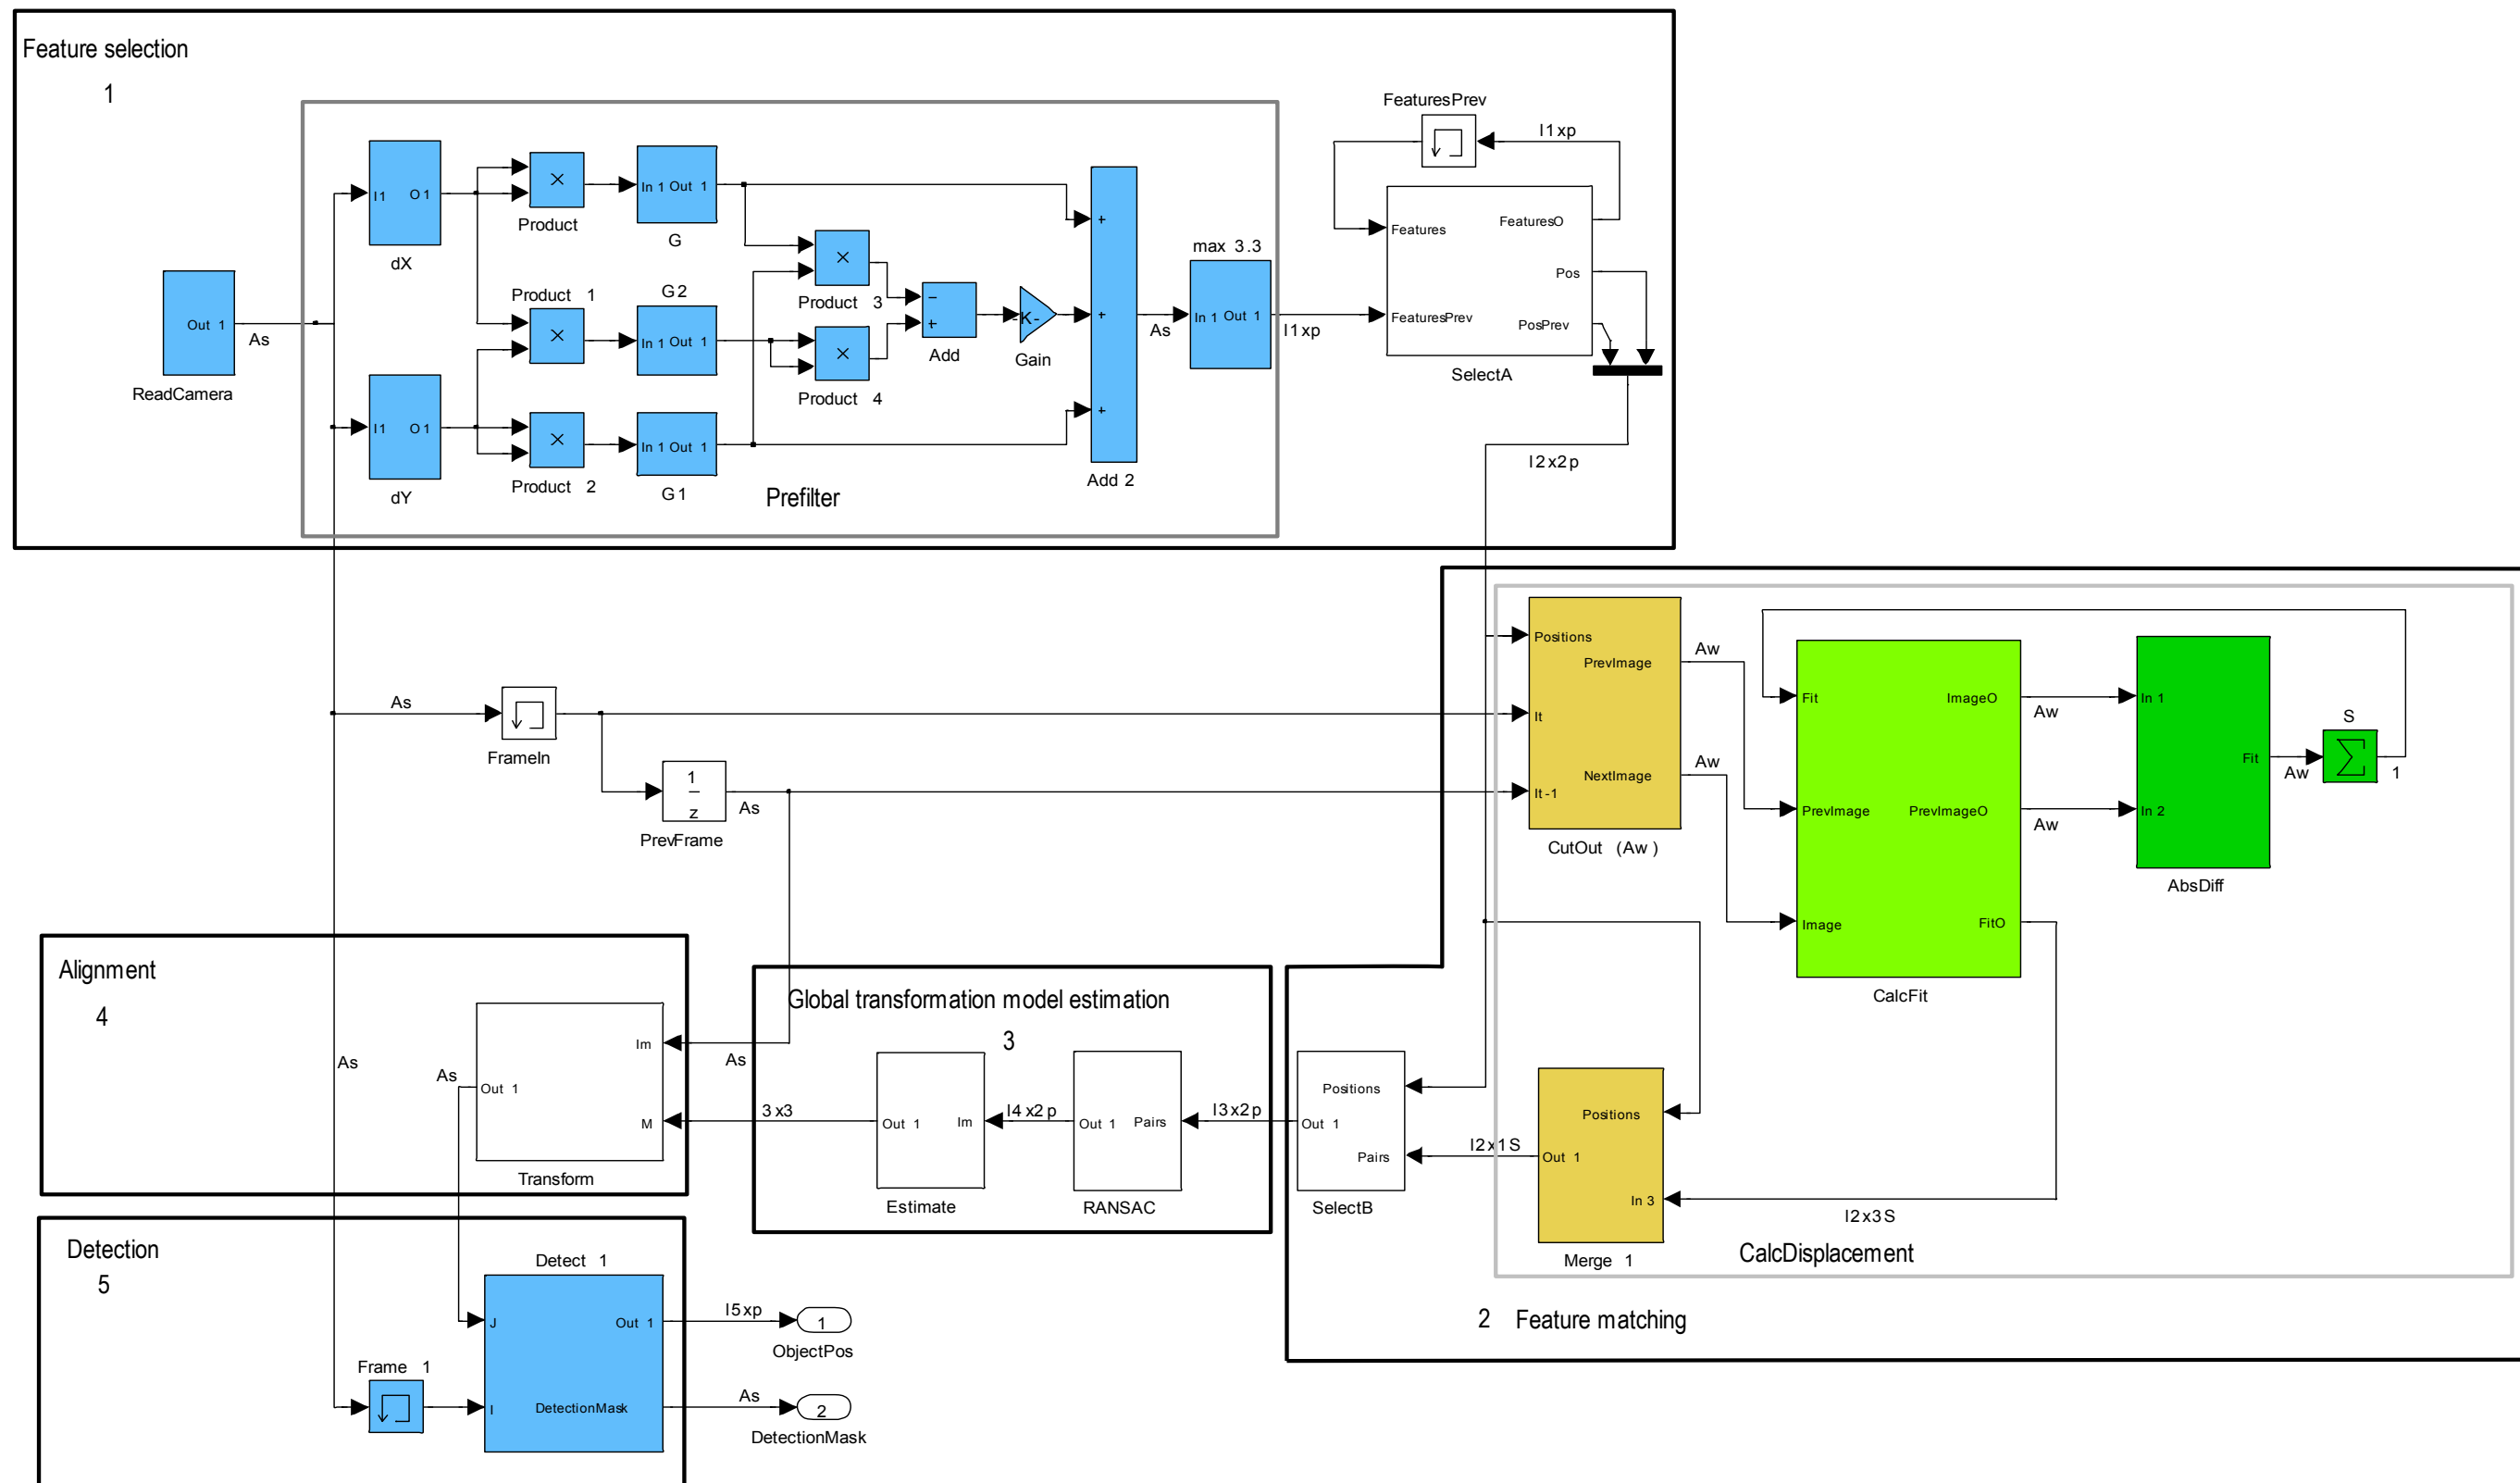 Feature selection
1
ReadCamera
Out 1
As
I1
O1
dX
I1
O1
dY
×
Product
×
Product 1
×
Product 2
In 1 Out 1
G
G2
In 1 Out 1
In 1 Out 1
G1
Prefilter
×
Product 3
×
Product 4
−
+
Add
-K-
Gain
+
+
+
Add 2
As
max 3.3
In 1 Out 1
I1xp
FeaturesPrev
I1xp
Features
FeaturesO
Pos
FeaturesPrev
PosPrev
SelectA
I2x2p
As
FrameIn
1
z
PrevFrame
As
Positions
PrevImage
It
NextImage
It-1
CutOut (Aw)
Aw
Aw
Fit
ImageO
PrevImage
PrevImageO
Image
FitO
CalcFit
Aw
Aw
In 1
Fit
In 2
AbsDiff
Aw
S
Σ
1
Alignment
4
Im
Out 1
M
Transform
As
As
As
3x3
Global transformation model estimation
3
Out 1
Im
Estimate
I4x2p
Out 1
Pairs
RANSAC
I3x2p
Positions
Out 1
Pairs
SelectB
I2x1S
Positions
Out 1
In 3
Merge 1
I2x3S
CalcDisplacement
2 Feature matching
Detection
5
Detect 1
J
Out 1
I
DetectionMask
Frame 1
I5xp
1
ObjectPos
As
2
DetectionMask